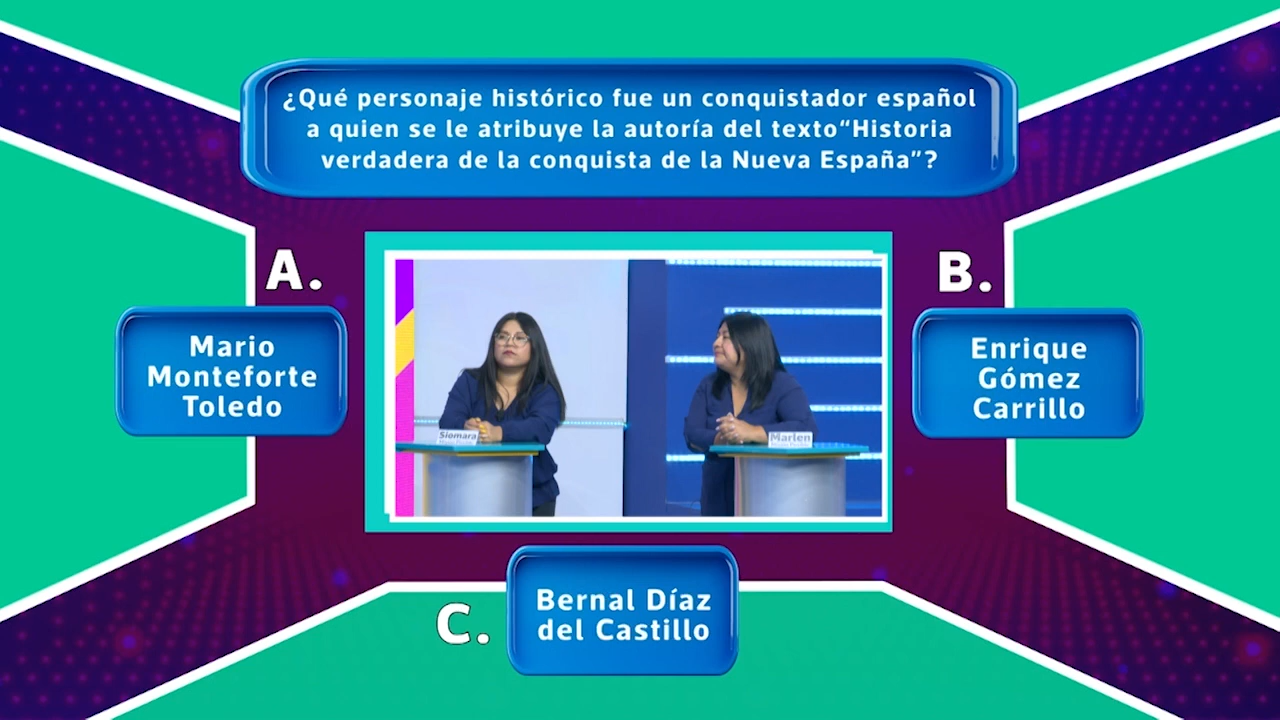 ¿Qué personaje histórico fue un conquistador español
a quien se le atribuye la autoría del texto“Historia
verdadera de la conquista de la Nueva España”?
A.
Mario
Monteforte
Toledo
B.
Enrique
Gómez
Carrillo
Siomara
Marlen
C.
Bernal Díaz
del Castillo